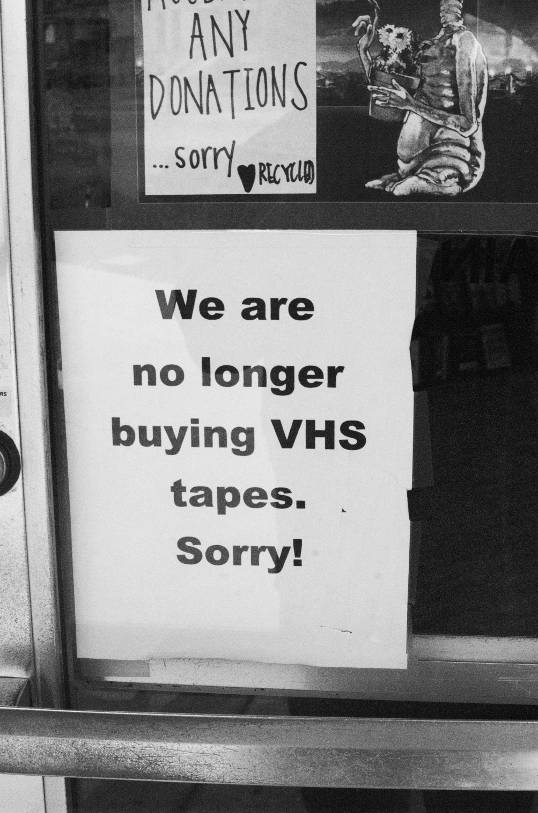 ANY
DONATIONS
...sorry
♥ RECYCLED
We are
no longer
buying VHS
tapes.
Sorry!